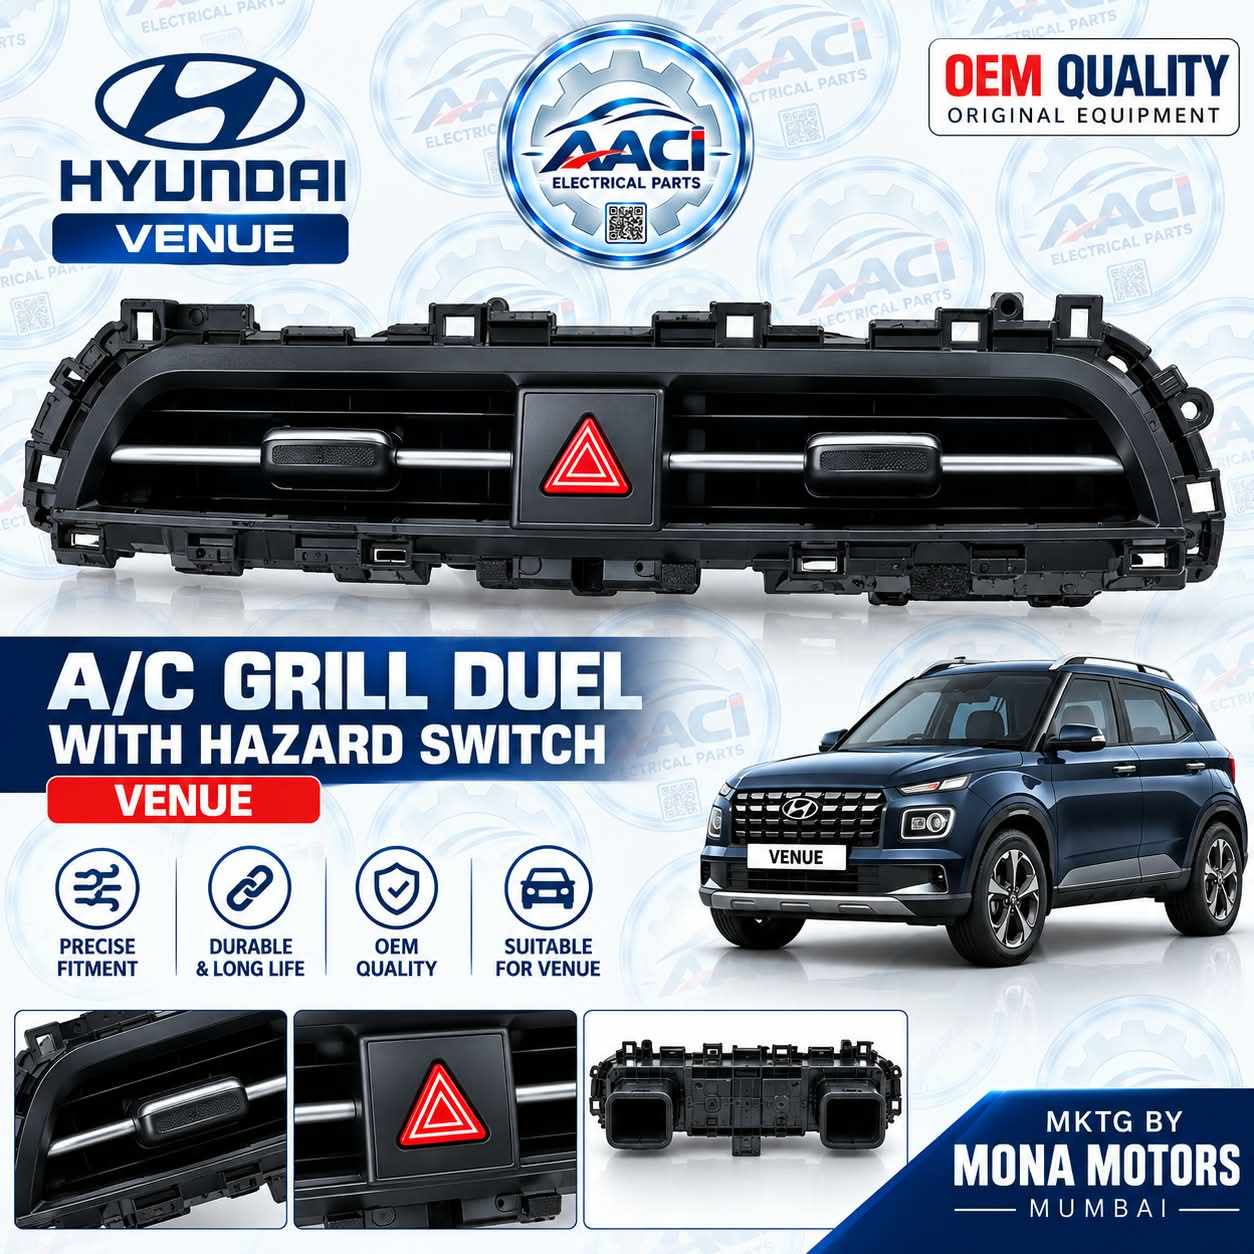 HYUNDAI
VENUE
AACI
ELECTRICAL PARTS
OEM QUALITY
ORIGINAL EQUIPMENT
A/C GRILL DUEL
WITH HAZARD SWITCH
VENUE
PRECISE
FITMENT
DURABLE
& LONG LIFE
OEM
QUALITY
SUITABLE
FOR VENUE
VENUE
MKTG BY
MONA MOTORS
MUMBAI